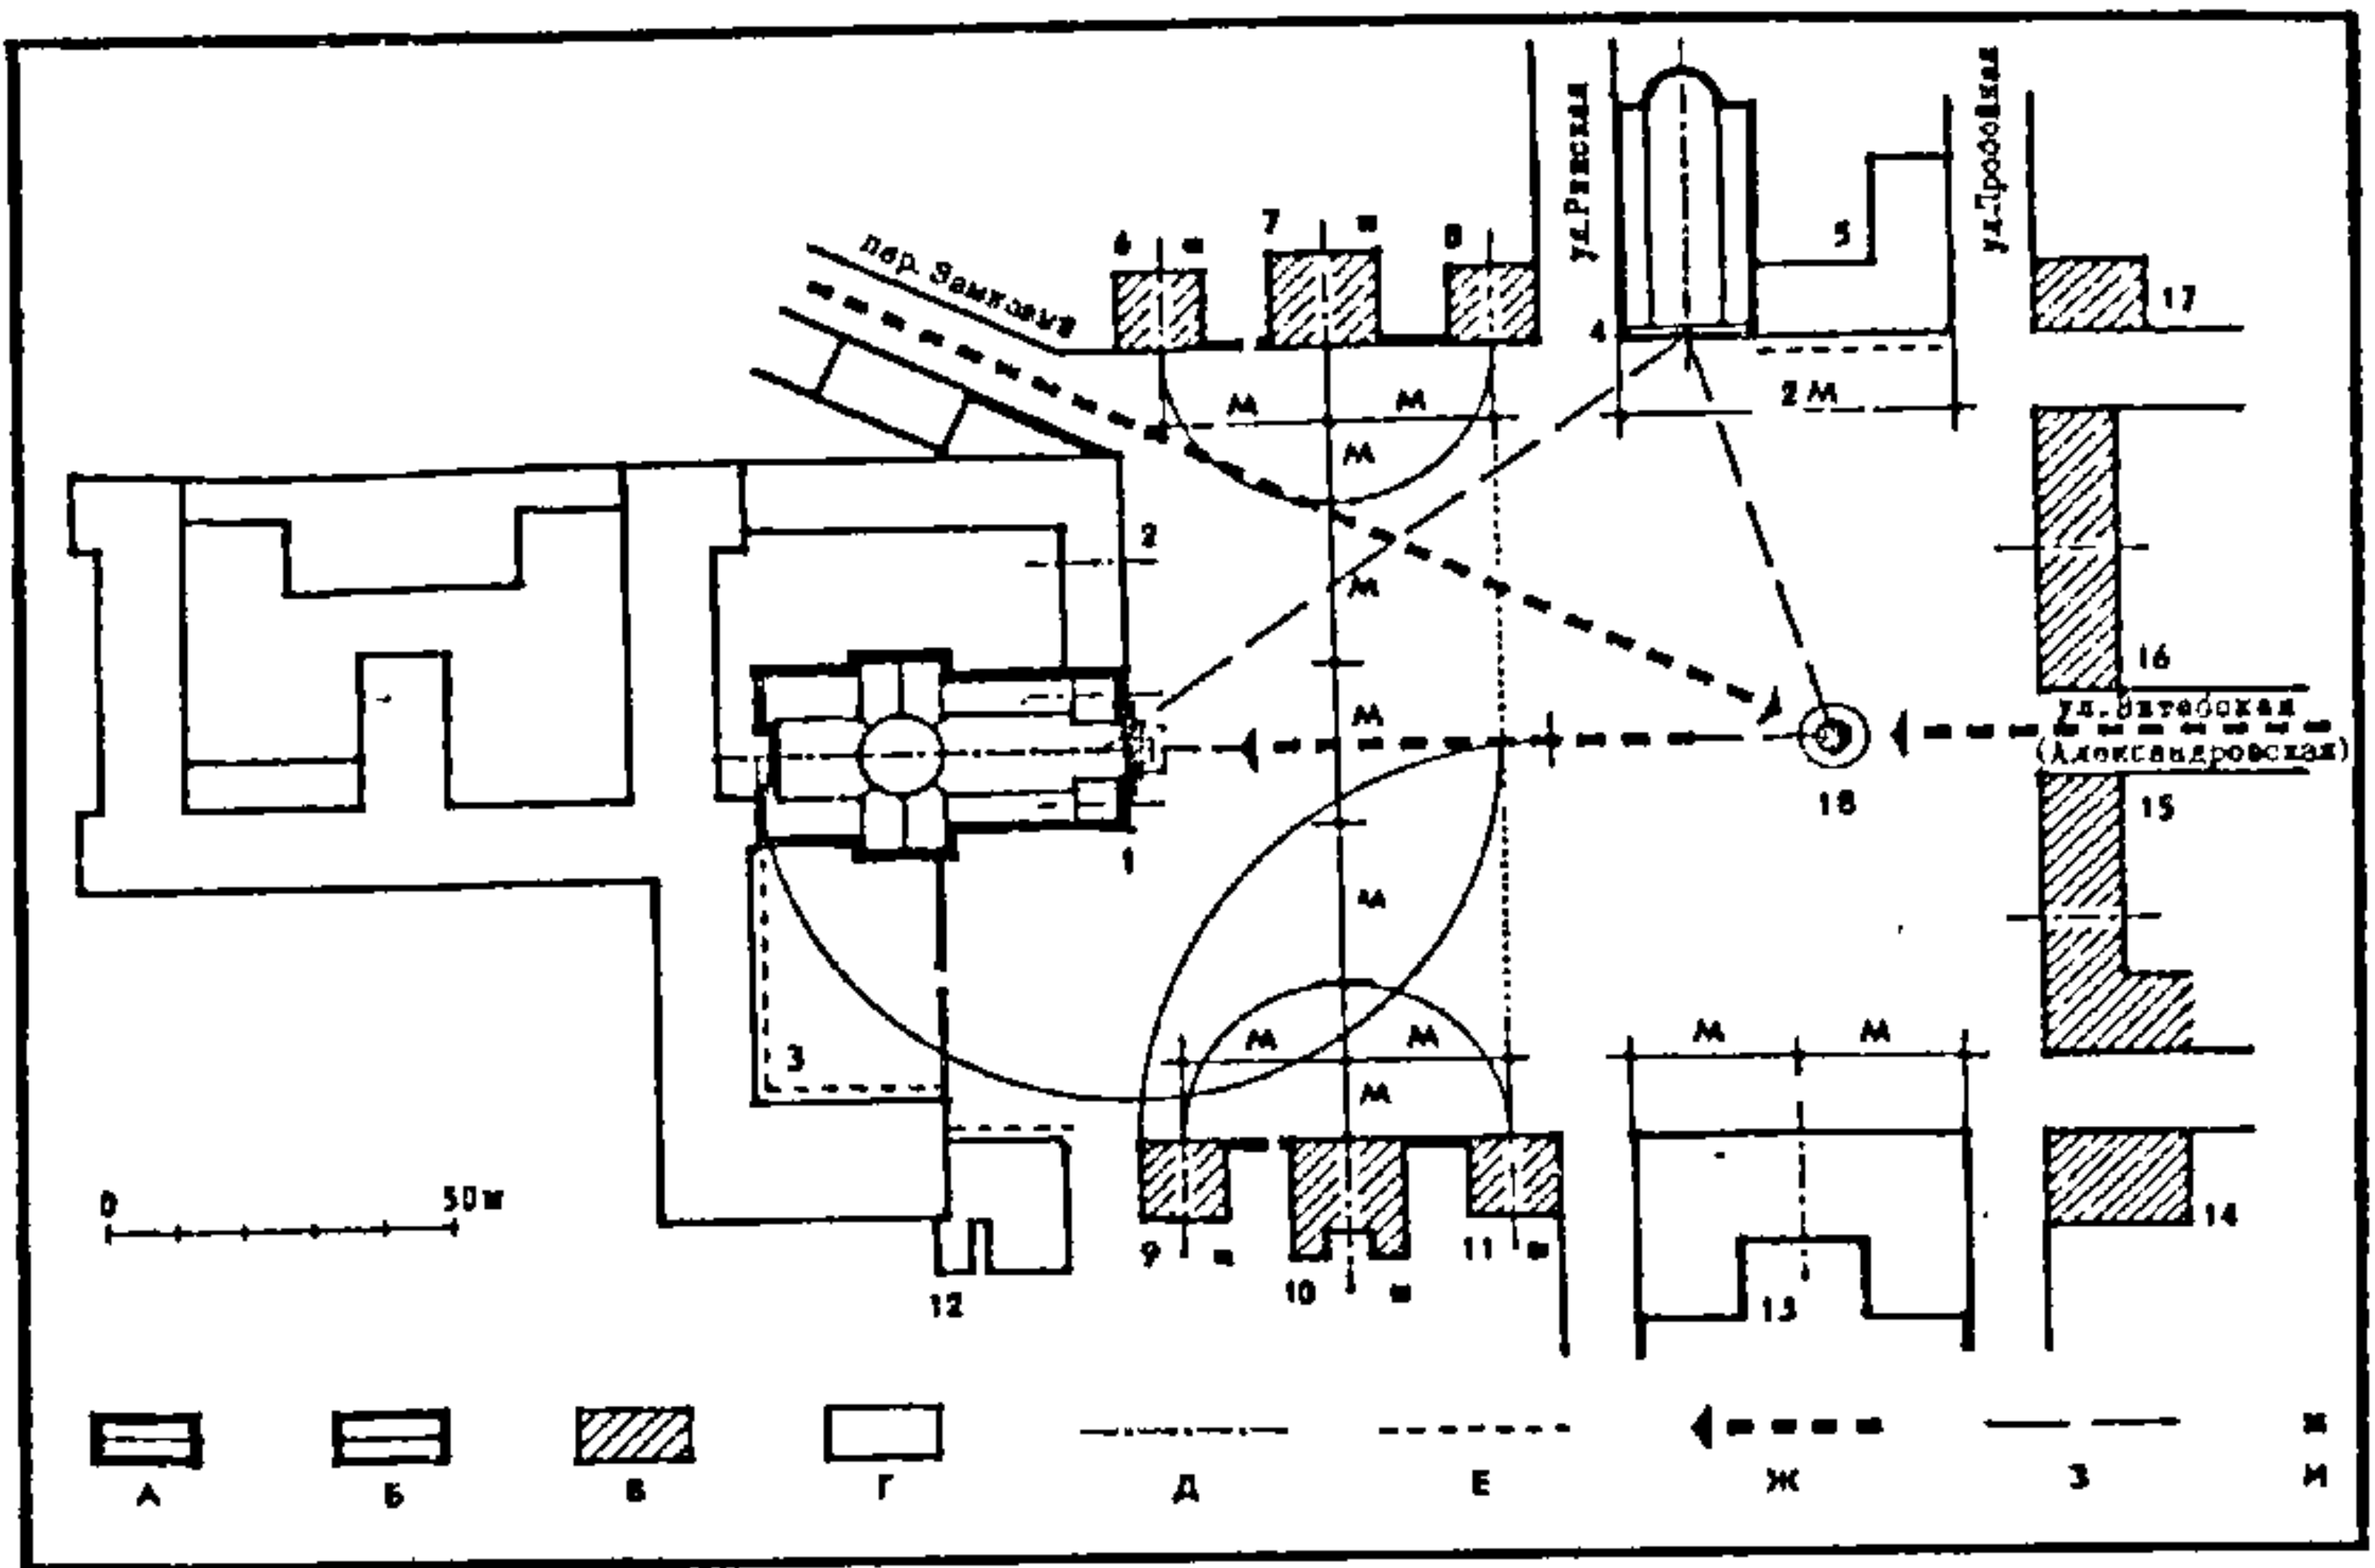 ул. Рижская
ул. Пробойная
пер. Замковый
6
7
8
5
17
4
2 М
М
М
М
2
М
16
М
ул. Витебская
(Александровская)
18
15
1
М
3
М
М
М
М
М
0
50 м
9
10
11
12
13
14
А
Б
В
Г
Д
Е
Ж
З
И